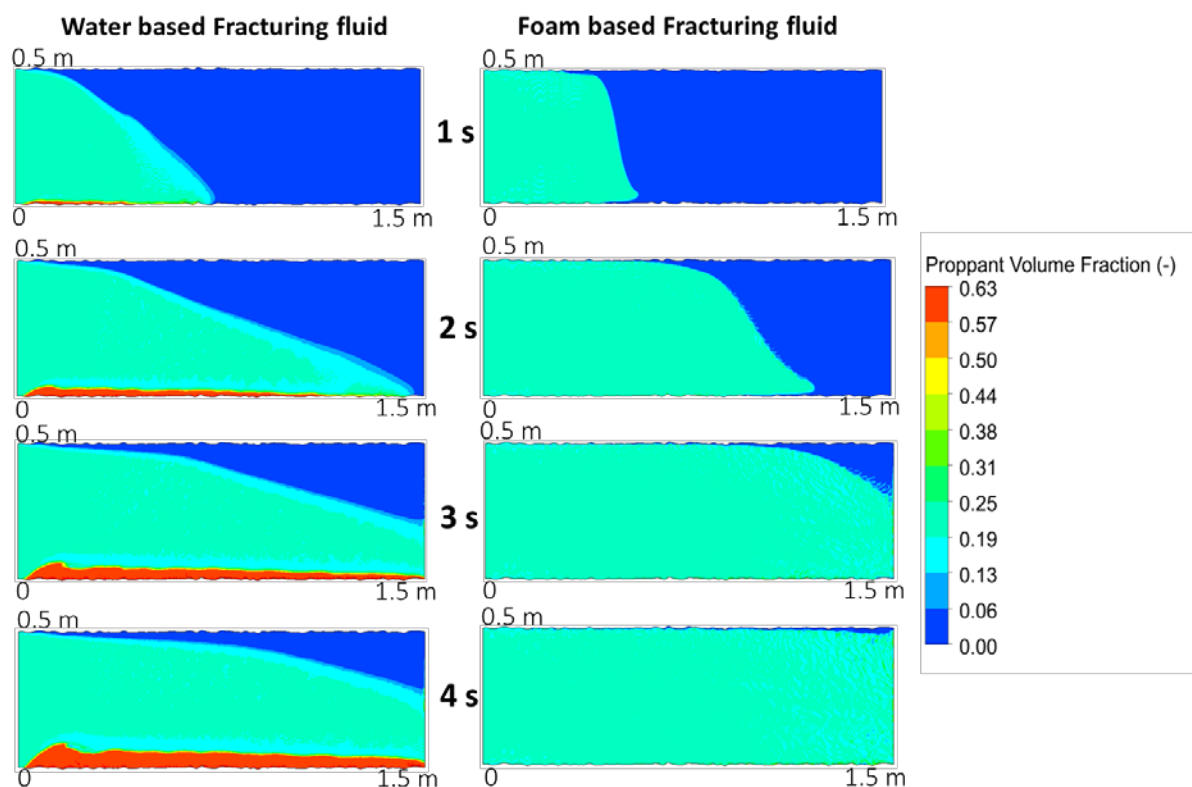 Water based Fracturing fluid
Foam based Fracturing fluid
0.5 m
0.5 m
1 s
0
1.5 m
0
1.5 m
0.5 m
0.5 m
2 s
0
1.5 m
0
1.5 m
0.5 m
0.5 m
3 s
0
1.5 m
0
1.5 m
0.5 m
0.5 m
4 s
0
1.5 m
0
1.5 m
Proppant Volume Fraction (-)
0.63
0.57
0.50
0.44
0.38
0.31
0.25
0.19
0.13
0.06
0.00